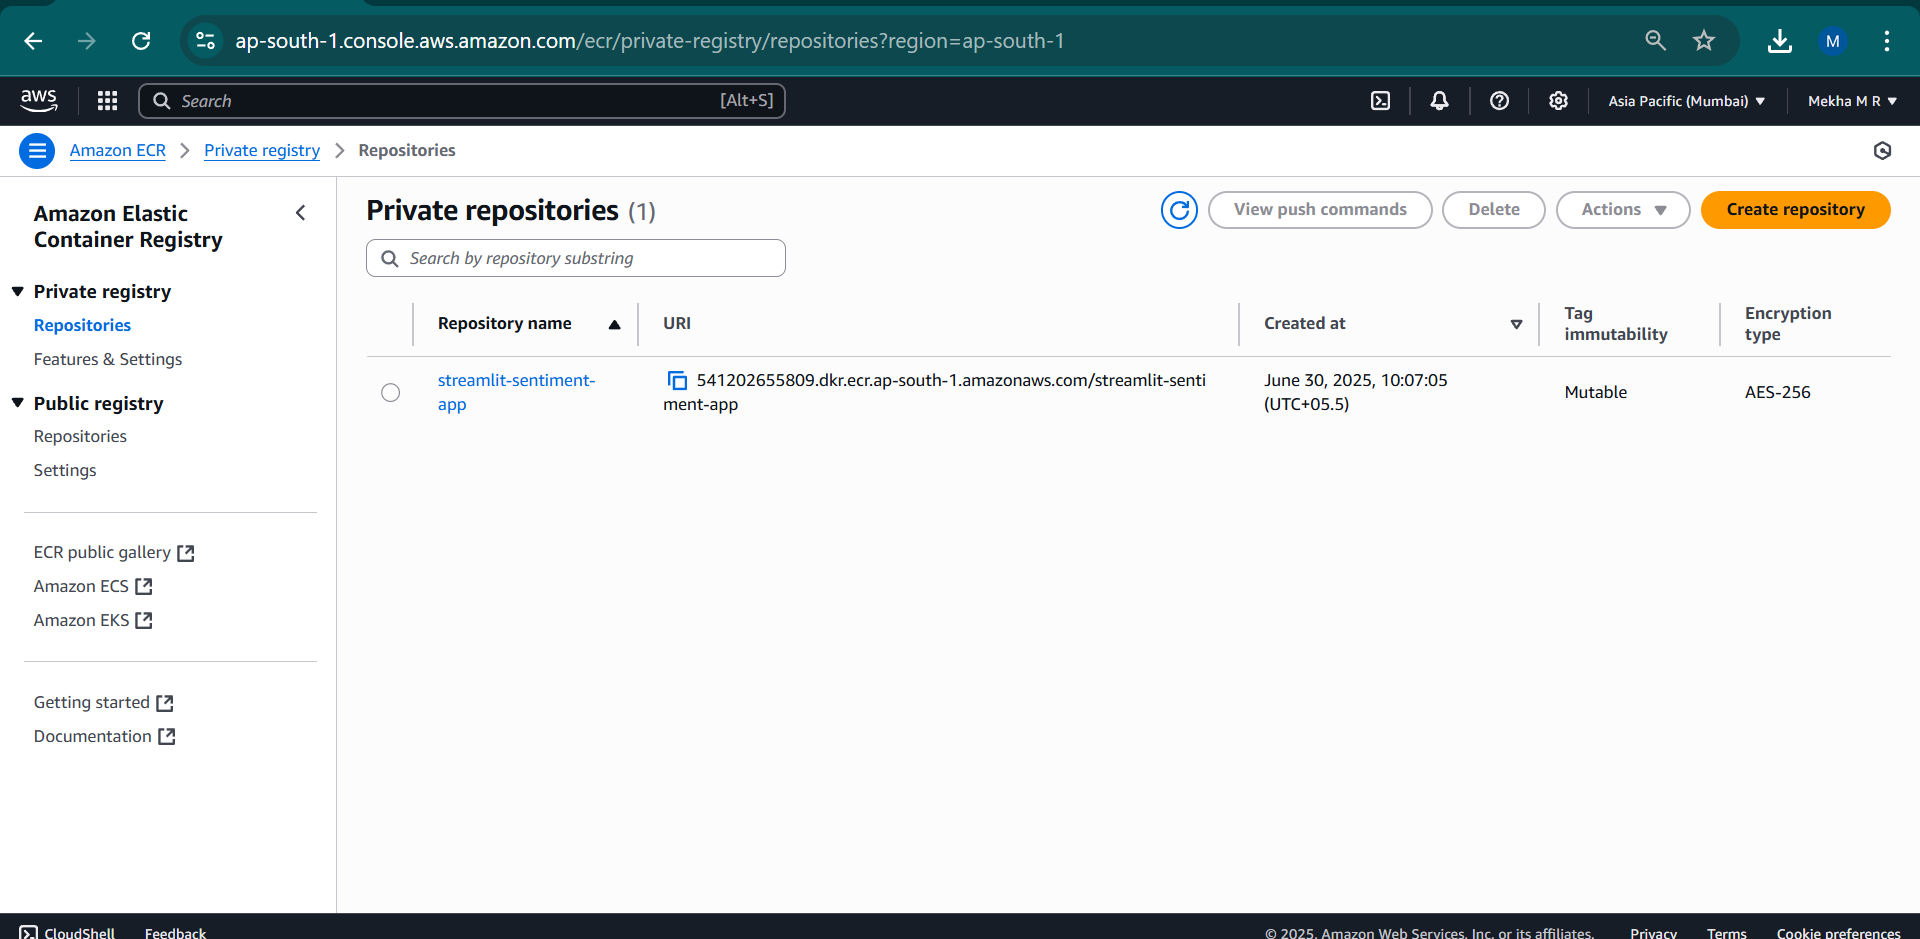 ap-south-1.console.aws.amazon.com/ecr/private-registry/repositories?region=ap-south-1
M
aws
Search
[Alt+S]
Asia Pacific (Mumbai)
Mekha M R
Amazon ECR
Private registry
Repositories
Amazon Elastic
Container Registry
Private registry
Repositories
Features & Settings
Public registry
Repositories
Settings
ECR public gallery
Amazon ECS
Amazon EKS
Getting started
Documentation
Private repositories (1)
View push commands
Delete
Actions
Create repository
Search by repository substring
Repository name
URI
Created at
Tag
immutability
Encryption
type
streamlit-sentiment-
app
541202655809.dkr.ecr.ap-south-1.amazonaws.com/streamlit-senti
ment-app
June 30, 2025, 10:07:05
(UTC+05.5)
Mutable
AES-256
CloudShell
Feedback
© 2025, Amazon Web Services, Inc. or its affiliates.
Privacy
Terms
Cookie preferences